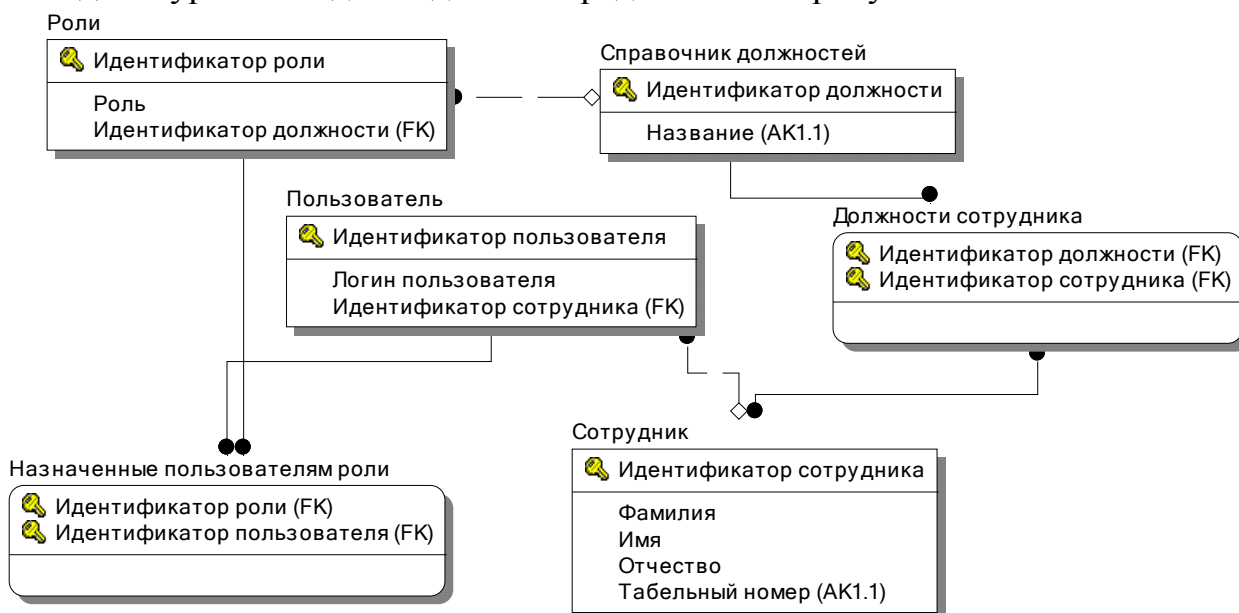 Роли
Идентификатор роли
Роль
Идентификатор должности (FK)
Справочник должностей
Идентификатор должности
Название (AK1.1)
Пользователь
Идентификатор пользователя
Логин пользователя
Идентификатор сотрудника (FK)
Должности сотрудника
Идентификатор должности (FK)
Идентификатор сотрудника (FK)
Назначенные пользователям роли
Идентификатор роли (FK)
Идентификатор пользователя (FK)
Сотрудник
Идентификатор сотрудника
Фамилия
Имя
Отчество
Табельный номер (AK1.1)